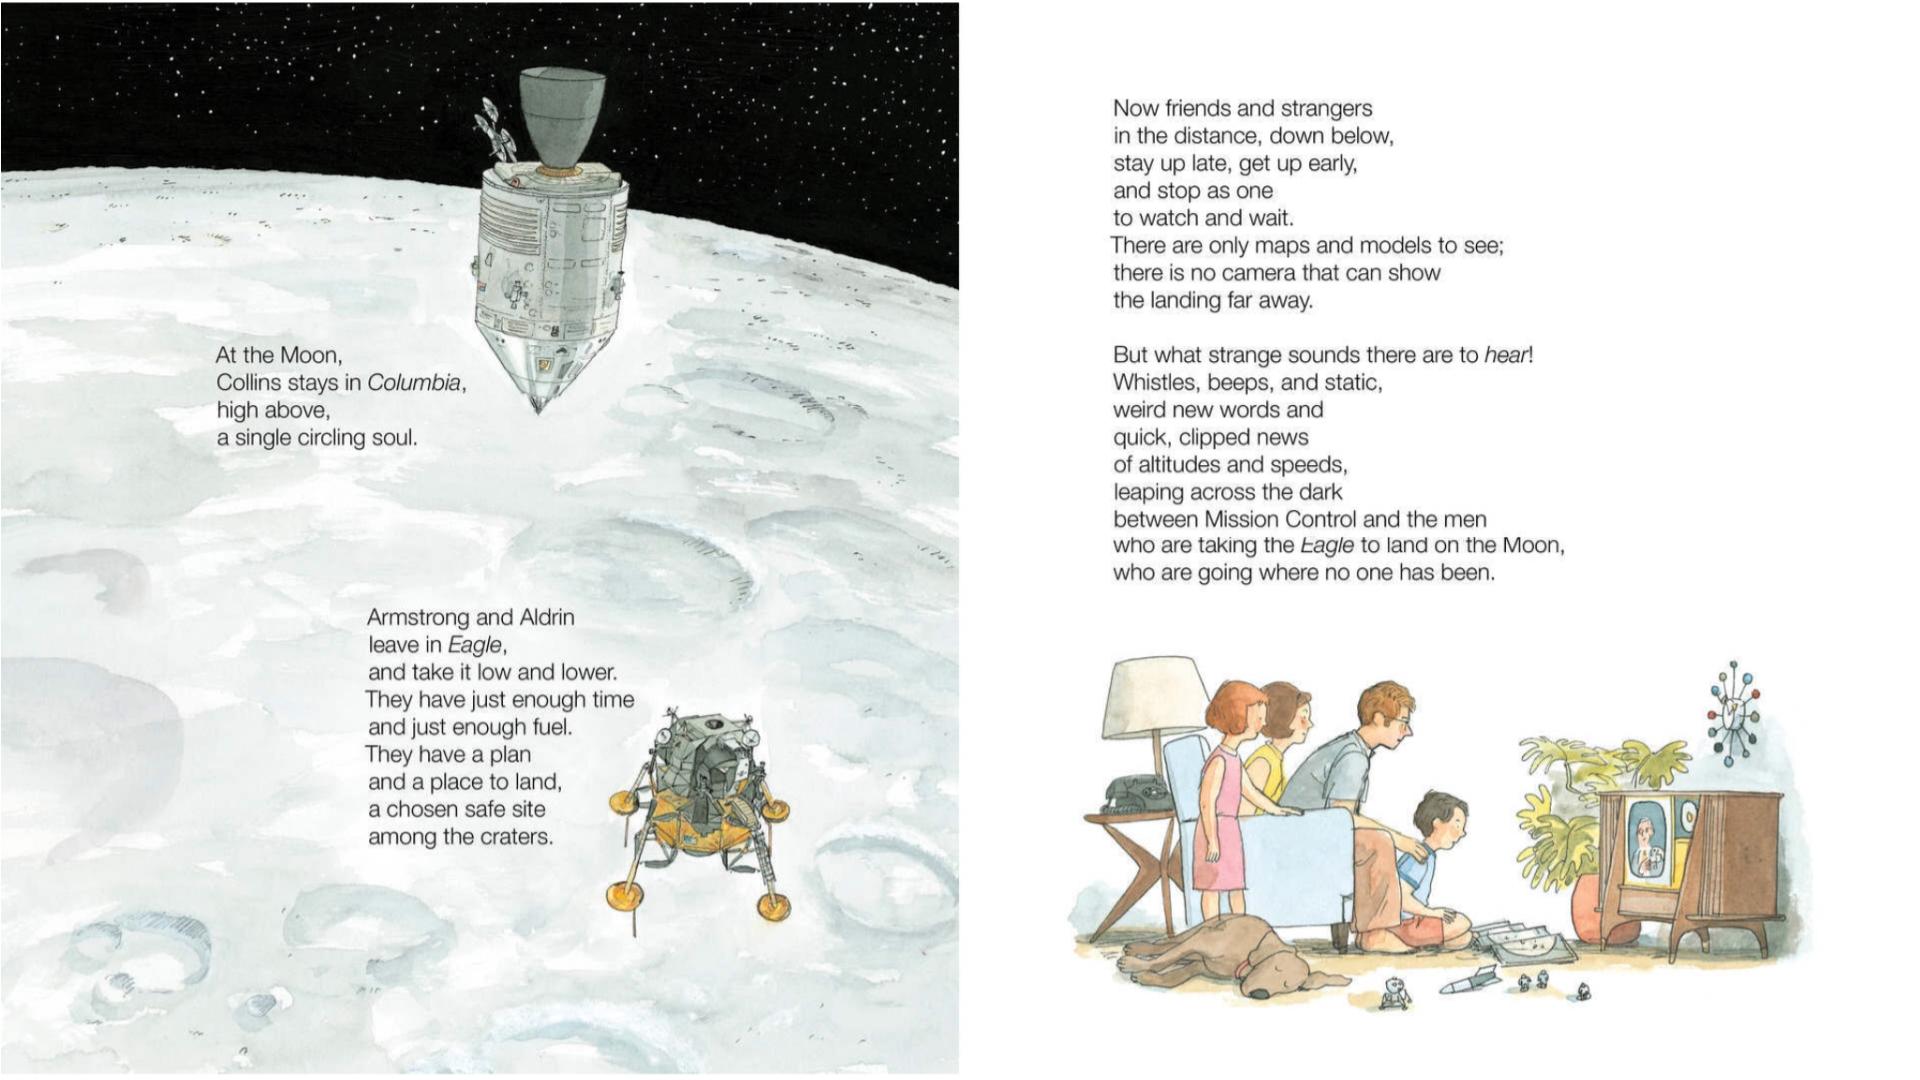 At the Moon,
Collins stays in Columbia,
high above,
a single circling soul.
Armstrong and Aldrin
leave in Eagle,
and take it low and lower.
They have just enough time
and just enough fuel.
They have a plan
and a place to land,
a chosen safe site
among the craters.
Now friends and strangers
in the distance, down below,
stay up late, get up early,
and stop as one
to watch and wait.
There are only maps and models to see;
there is no camera that can show
the landing far away.
But what strange sounds there are to hear!
Whistles, beeps, and static,
weird new words and
quick, clipped news
of altitudes and speeds,
leaping across the dark
between Mission Control and the men
who are taking the Eagle to land on the Moon,
who are going where no one has been.